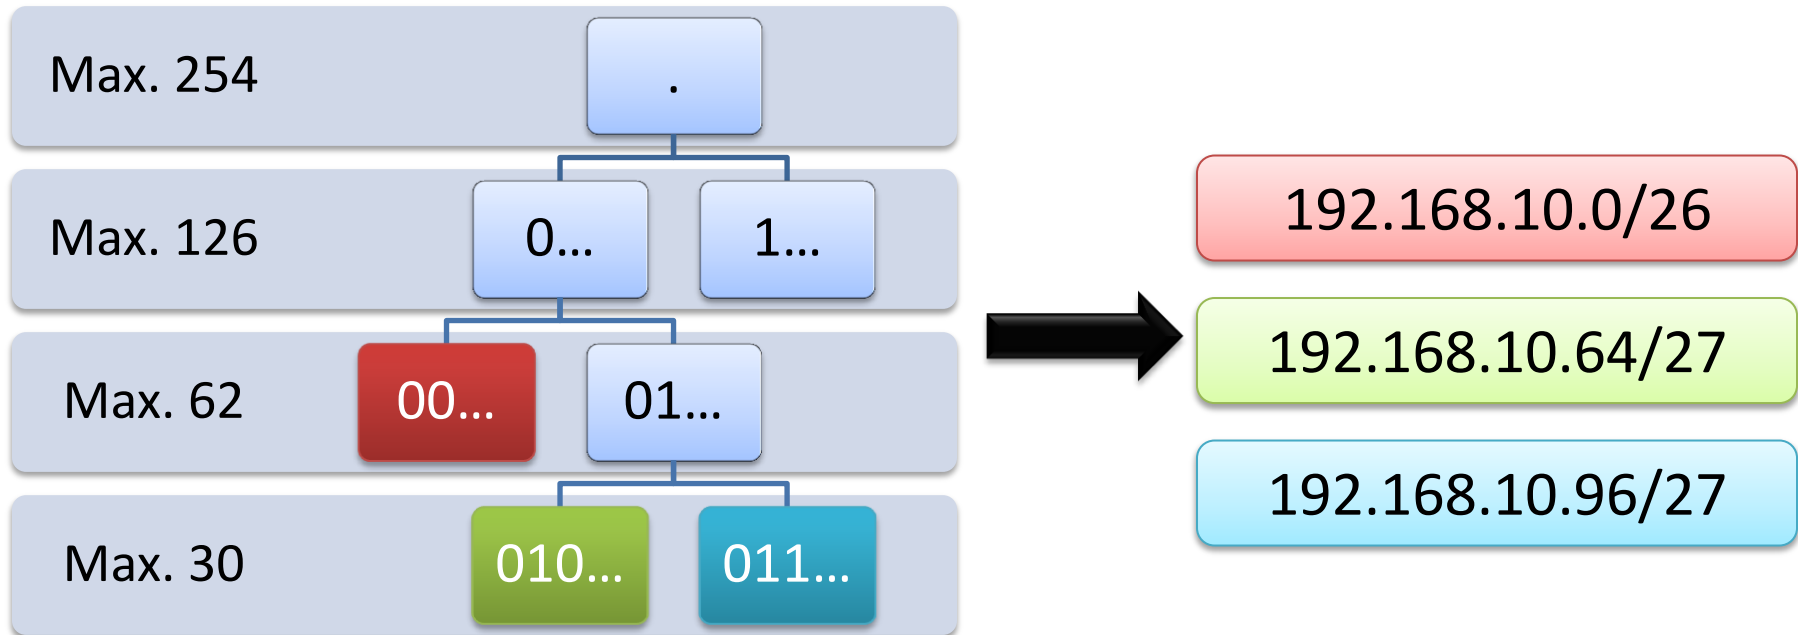 Max. 254
.
Max. 126
0...
1...
Max. 62
00...
01...
Max. 30
010...
011...
192.168.10.0/26
192.168.10.64/27
192.168.10.96/27